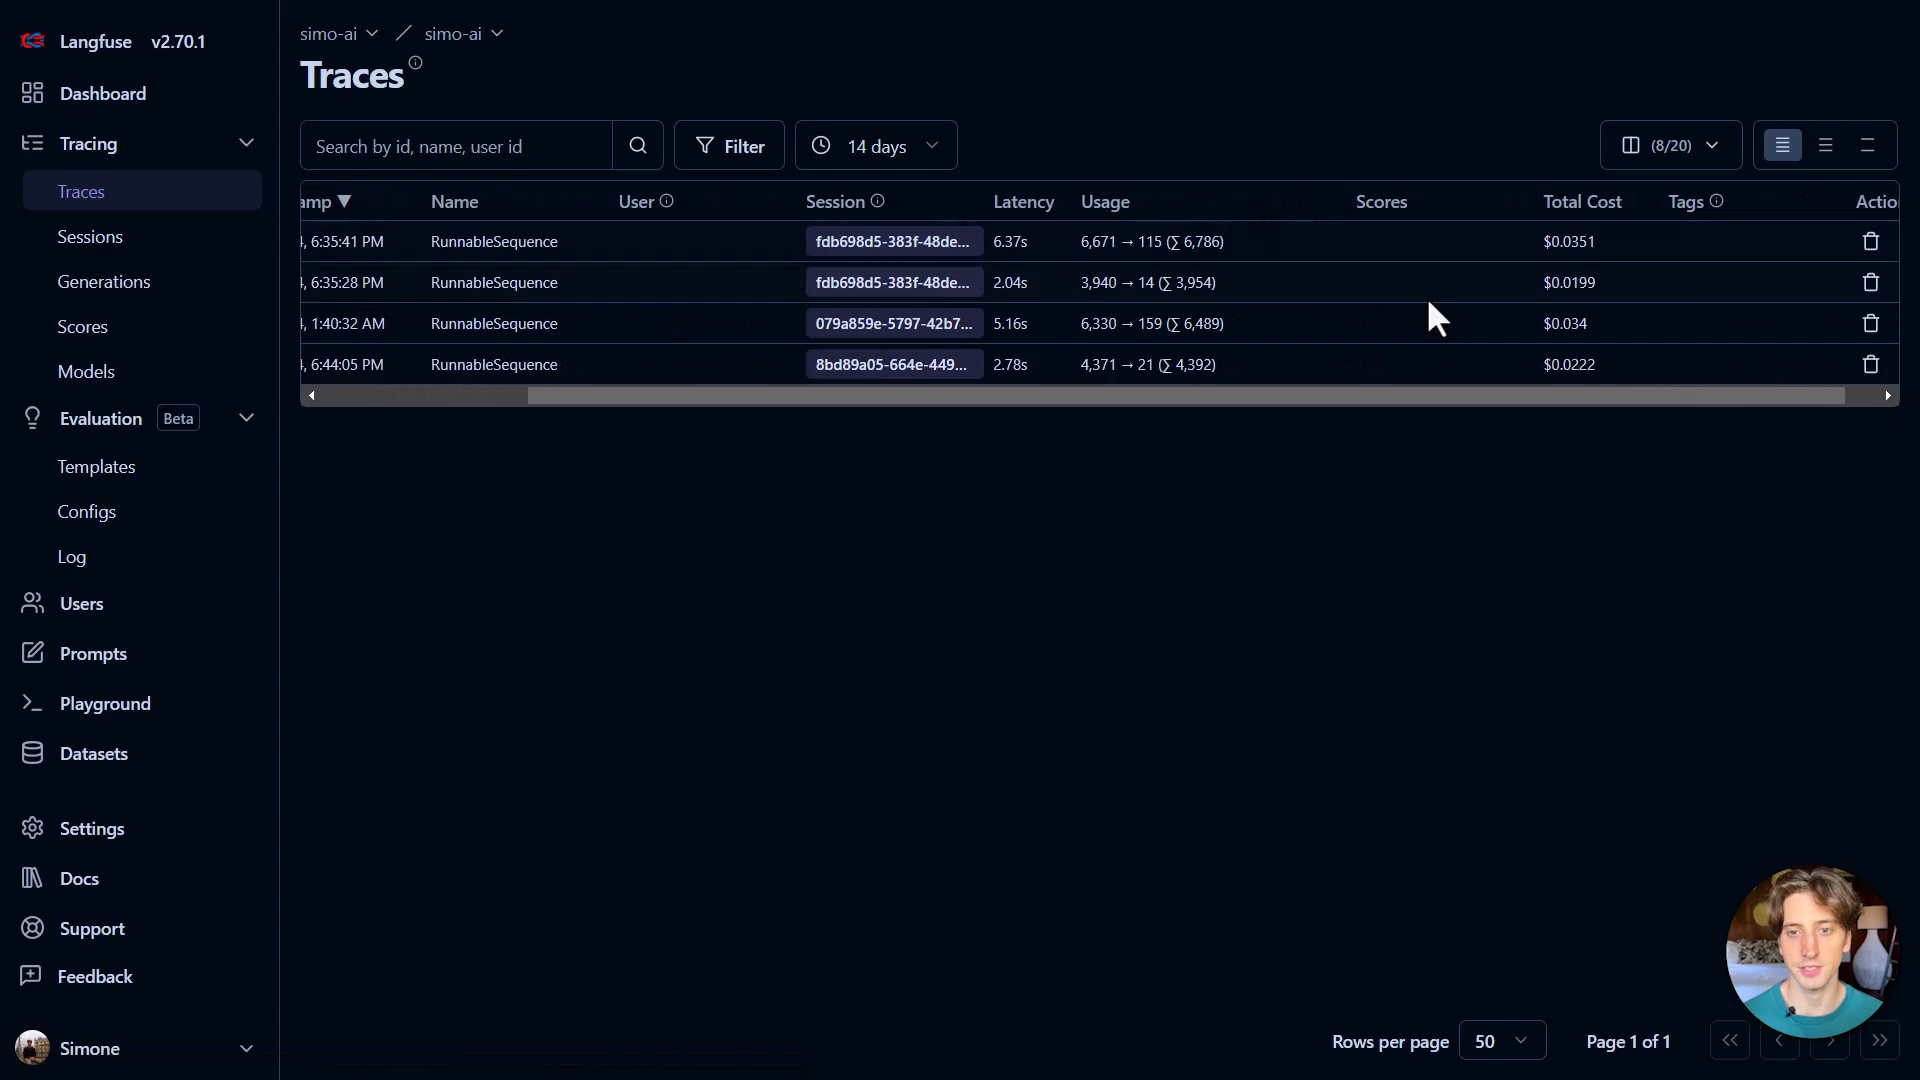 Langfuse v2.70.1
simo-ai / simo-ai
Traces
Dashboard
Tracing
Traces
Sessions
Generations
Scores
Models
Evaluation Beta
Templates
Configs
Log
Users
Prompts
Playground
Datasets
Settings
Docs
Support
Feedback
Simone
Search by id, name, user id
Filter
14 days
(8/20)
amp ▼ Name User Session Latency Usage Scores Total Cost Tags Actio
, 6:35:41 PM RunnableSequence fdb698d5-383f-48de... 6.37s 6,671 → 115 (∑ 6,786) $0.0351
, 6:35:28 PM RunnableSequence fdb698d5-383f-48de... 2.04s 3,940 → 14 (∑ 3,954) $0.0199
, 1:40:32 AM RunnableSequence 079a859e-5797-42b7... 5.16s 6,330 → 159 (∑ 6,489) $0.034
, 6:44:05 PM RunnableSequence 8bd89a05-664e-449... 2.78s 4,371 → 21 (∑ 4,392) $0.0222
Rows per page 50 Page 1 of 1